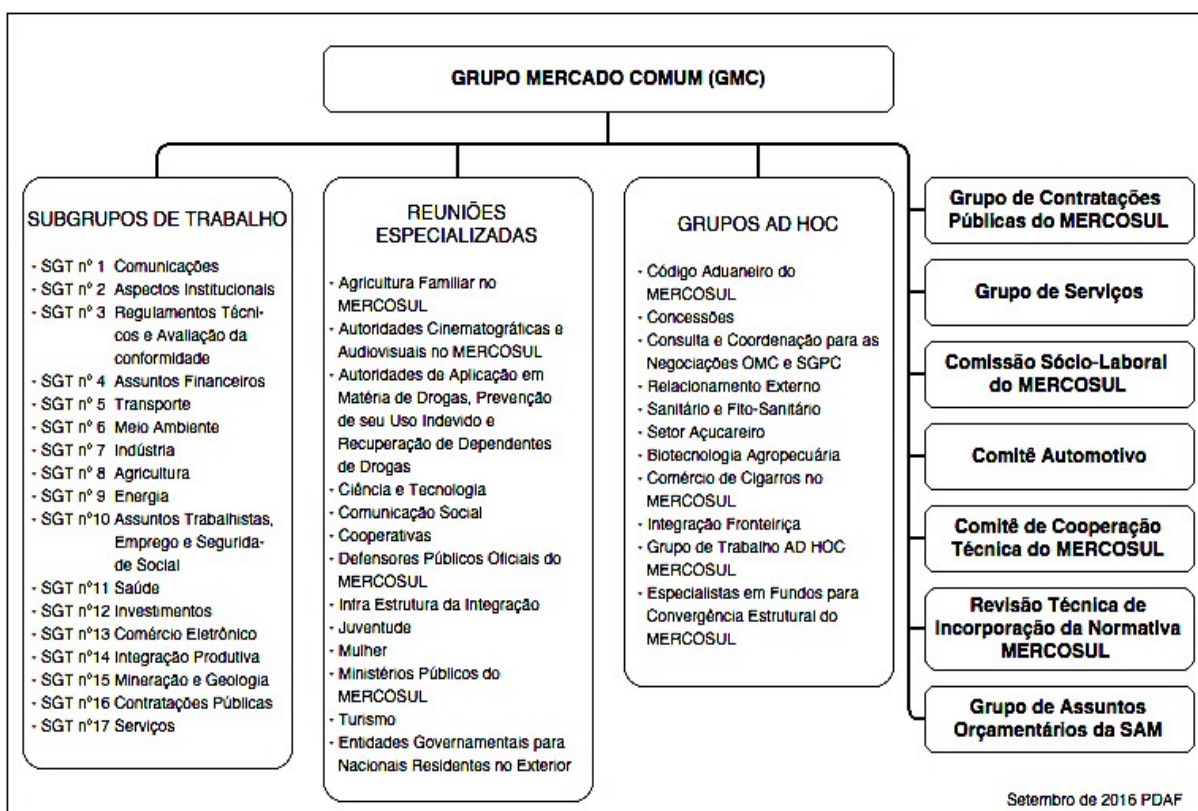 GRUPO MERCADO COMUM (GMC)
SUBGRUPOS DE TRABALHO
- SGT nº 1 Comunicações
- SGT nº 2 Aspectos Institucionais
- SGT nº 3 Regulamentos Técni-
cos e Avaliação da
conformidade
- SGT nº 4 Assuntos Financeiros
- SGT nº 5 Transporte
- SGT nº 6 Meio Ambiente
- SGT nº 7 Indústria
- SGT nº 8 Agricultura
- SGT nº 9 Energia
- SGT nº10 Assuntos Trabalhistas,
Emprego e Segurida-
de Social
- SGT nº11 Saúde
- SGT nº12 Investimentos
- SGT nº13 Comércio Eletrônico
- SGT nº14 Integração Produtiva
- SGT nº15 Mineração e Geologia
- SGT nº16 Contratações Públicas
- SGT nº17 Serviços
REUNIÕES
ESPECIALIZADAS
- Agricultura Familiar no
MERCOSUL
- Autoridades Cinematográficas e
Audiovisuais no MERCOSUL
- Autoridades de Aplicação em
Matéria de Drogas, Prevenção
de seu Uso Indevido e
Recuperação de Dependentes
de Drogas
- Ciência e Tecnologia
- Comunicação Social
- Cooperativas
- Defensores Públicos Oficiais do
MERCOSUL
- Infra Estrutura da Integração
- Juventude
- Mulher
- Ministérios Públicos do
MERCOSUL
- Turismo
- Entidades Governamentais para
Nacionais Residentes no Exterior
GRUPOS AD HOC
- Código Aduaneiro do
MERCOSUL
- Concessões
- Consulta e Coordenação para as
Negociações OMC e SGPC
- Relacionamento Externo
- Sanitário e Fito-Sanitário
- Setor Açucareiro
- Biotecnologia Agropecuária
- Comércio de Cigarros no
MERCOSUL
- Integração Fronteiriça
- Grupo de Trabalho AD HOC
MERCOSUL
- Especialistas em Fundos para
Convergência Estrutural do
MERCOSUL
Grupo de Contratações
Públicas do MERCOSUL
Grupo de Serviços
Comissão Sócio-Laboral
do MERCOSUL
Comitê Automotivo
Comitê de Cooperação
Técnica do MERCOSUL
Revisão Técnica de
Incorporação da Normativa
MERCOSUL
Grupo de Assuntos
Orçamentários da SAM
Setembro de 2016 PDAF